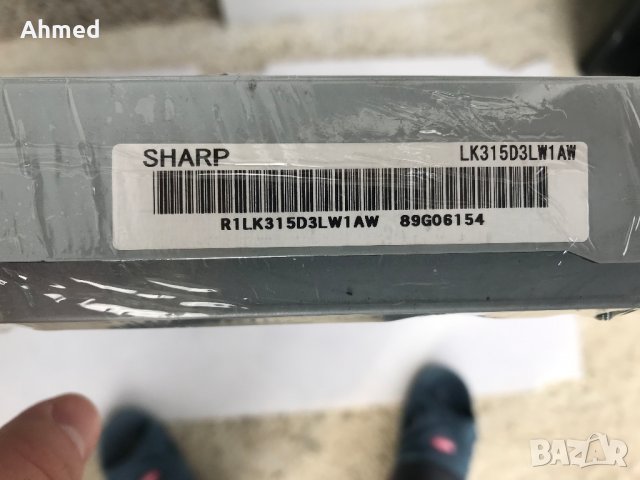 Ahmed
SHARP LK315D3LW1AW
R1LK315D3LW1AW 89G06154
BAZAR